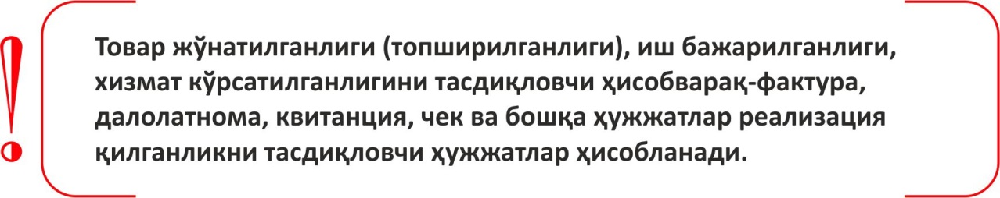 Товар жўнатилганлиги (топширилганлиги), иш бажарилганлиги,
хизмат кўрсатилганлигини тасдиқловчи ҳисобварақ-фактура,
далолатнома, квитанция, чек ва бошқа ҳужжатлар реализация
қилганликни тасдиқловчи ҳужжатлар ҳисобланади.